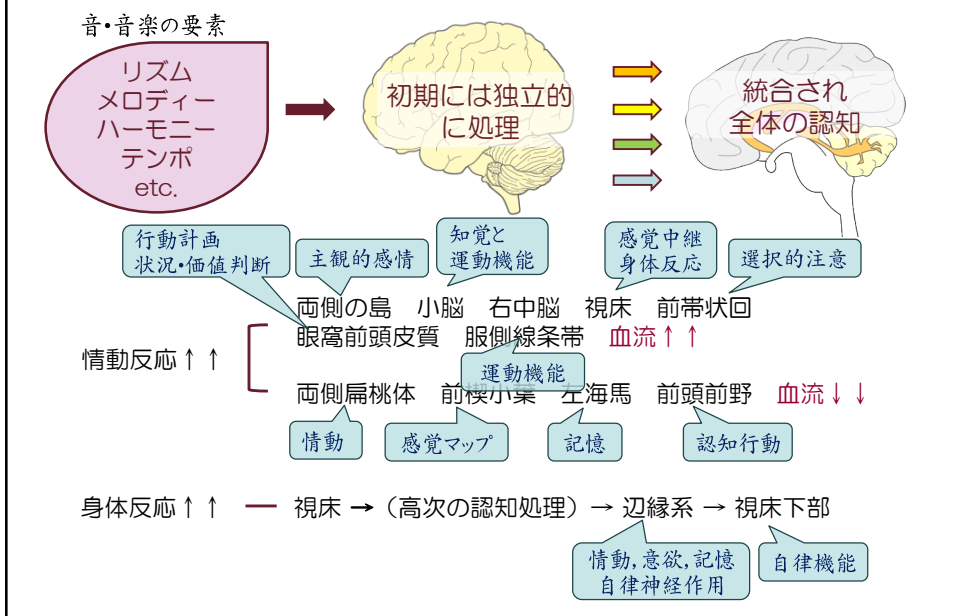 音・音楽の要素
リズム
メロディー
ハーモニー
テンポ
etc.
初期には独立的
に処理
統合され
全体の認知
行動計画
状況・価値判断
主観的感情
知覚と
運動機能
感覚中継
身体反応
選択的注意
両側の島 小脳 右中脳 視床 前帯状回
眼窩前頭皮質 服側線条帯 血流↑↑
情動反応↑↑
運動機能
両側扁桃体 前楔小葉 左海馬 前頭前野 血流↓↓
情動
感覚マップ
記憶
認知行動
身体反応↑↑ ― 視床 → (高次の認知処理) → 辺縁系 → 視床下部
情動,意欲,記憶
自律神経作用
自律機能